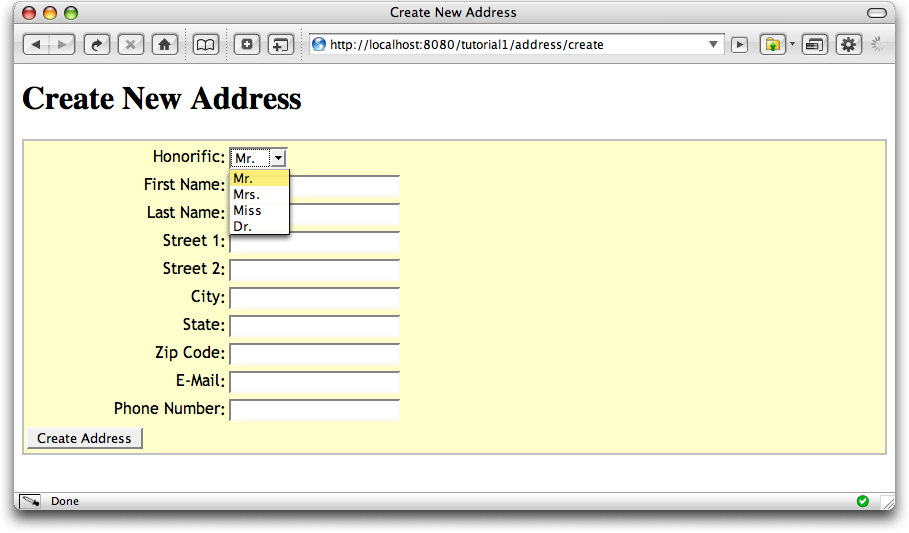 Create New Address
http://localhost:8080/tutorial1/address/create
Create New Address
Honorific: Mr.
Mr.
First Name:
Mrs.
Miss
Last Name:
Dr.
Street 1:
Street 2:
City:
State:
Zip Code:
E-Mail:
Phone Number:
Create Address
Done